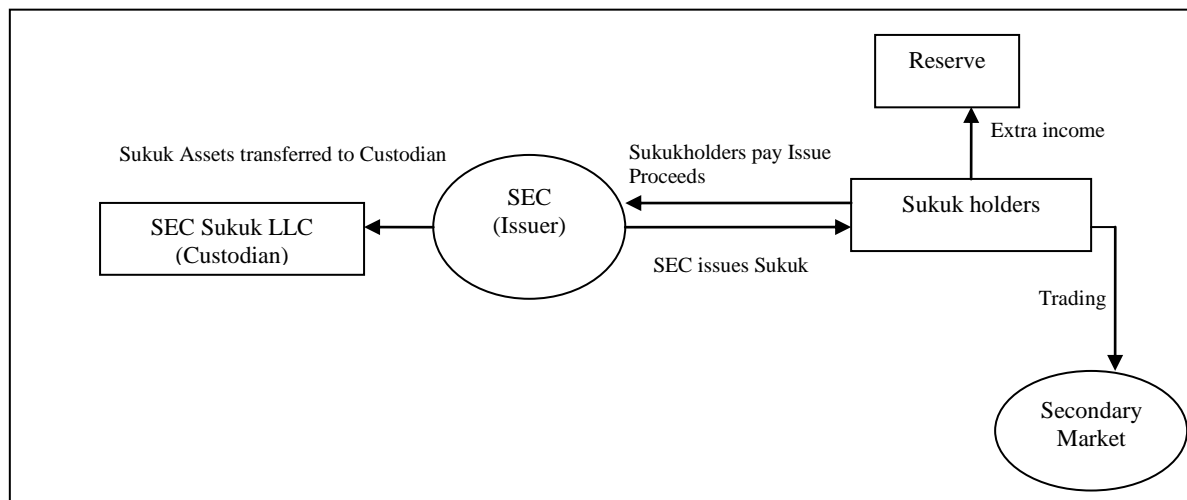 Reserve
Extra income
Sukuk Assets transferred to Custodian
Sukukholders pay Issue
Proceeds
SEC
(Issuer)
Sukuk holders
SEC Sukuk LLC
(Custodian)
SEC issues Sukuk
Trading
Secondary
Market